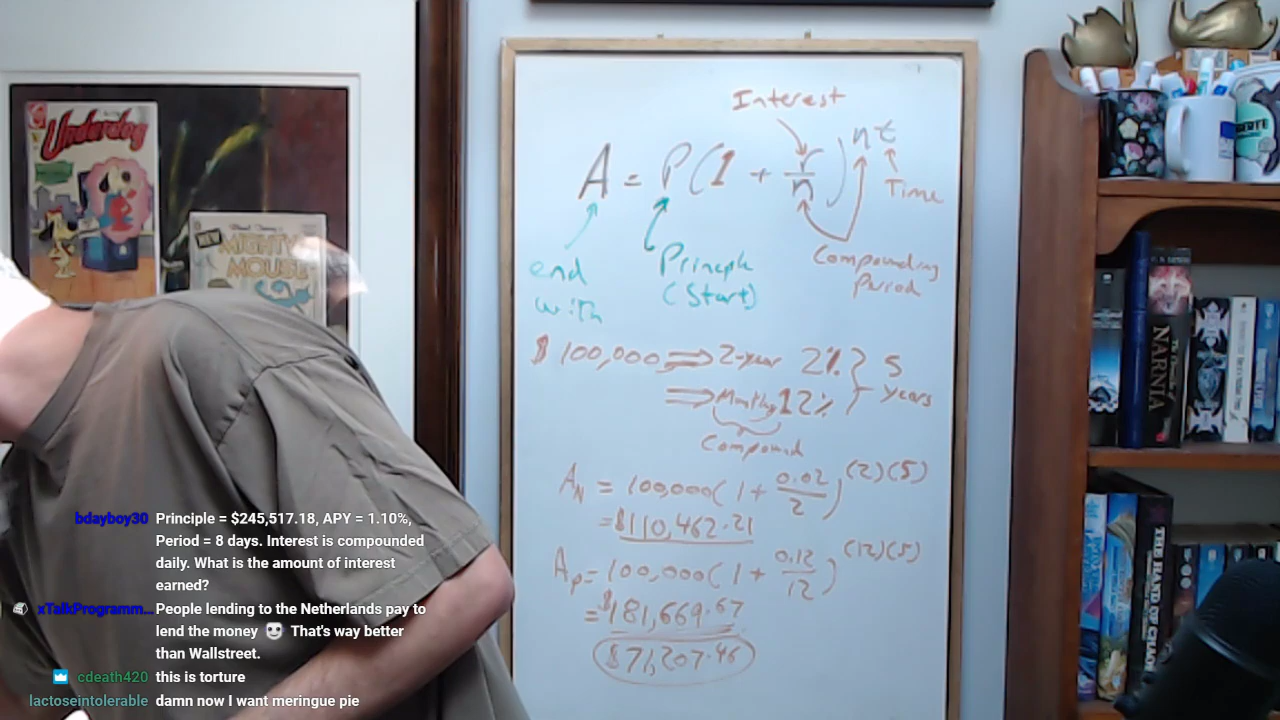 Underdog
NEW
MIGHTY
MOUSE
Interest
A = P(1 + r/n)^nt
Time
end
with
Principle
(Start)
Compounding
Period
$100,000 ⇒ 2-year 2% } 5
⇒ Monthly 12% } years
Compound
A_N = 100,000(1 + 0.02/2)^(2)(5)
= $110,462.21
A_P = 100,000(1 + 0.12/12)^(12)(5)
= $181,669.67
$71,207.46
NARNIA
THE HAND OF CHAOS
bdayboy30 Principle = $245,517.18, APY = 1.10%,
Period = 8 days. Interest is compounded
daily. What is the amount of interest
earned?
xTalkProgramm... People lending to the Netherlands pay to
lend the money That's way better
than Wallstreet.
cdeath420 this is torture
lactoseintolerable damn now I want meringue pie